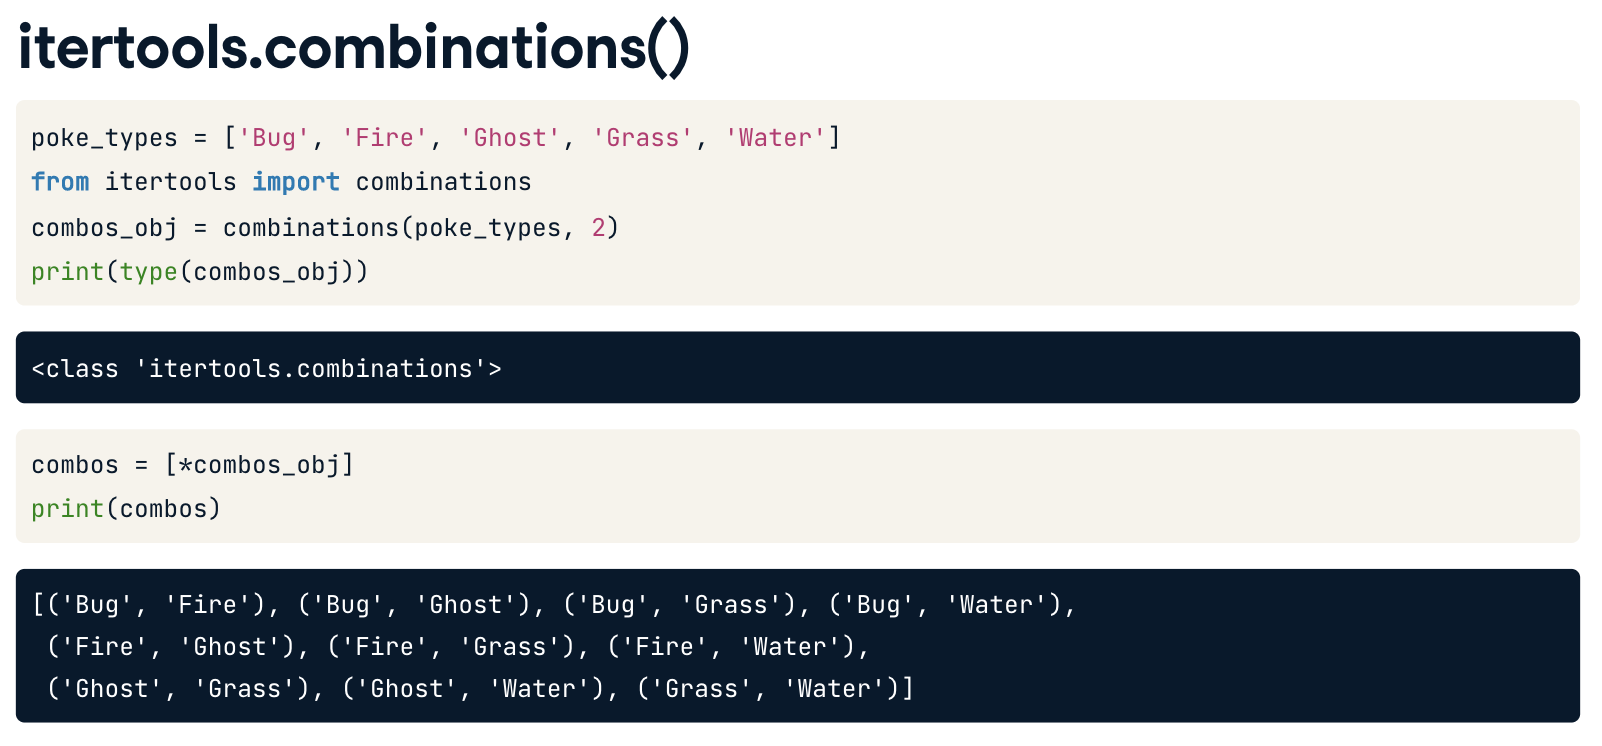 itertools.combinations()
poke_types = ['Bug', 'Fire', 'Ghost', 'Grass', 'Water']
from itertools import combinations
combos_obj = combinations(poke_types, 2)
print(type(combos_obj))
<class 'itertools.combinations'>
combos = [*combos_obj]
print(combos)
[('Bug', 'Fire'), ('Bug', 'Ghost'), ('Bug', 'Grass'), ('Bug', 'Water'),
 ('Fire', 'Ghost'), ('Fire', 'Grass'), ('Fire', 'Water'),
 ('Ghost', 'Grass'), ('Ghost', 'Water'), ('Grass', 'Water')]